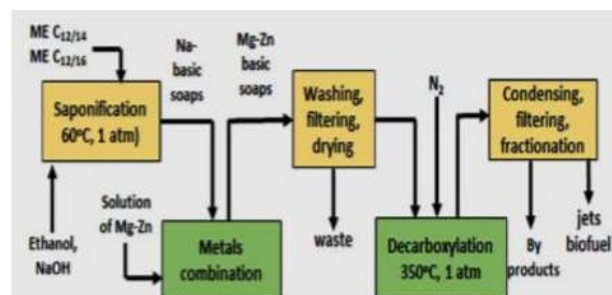 ME C12/14
ME C12/16
Na-
basic
soaps
Mg-Zn
basic
soaps
Saponification
60ºC, 1 atm)
Washing,
filtering,
drying
N2
Condensing,
filtering,
fractionation
Ethanol,
NaOH
Solution
of Mg-Zn
Metals
combination
waste
Decarboxylation
350ºC, 1 atm
By
products
jets
biofuel